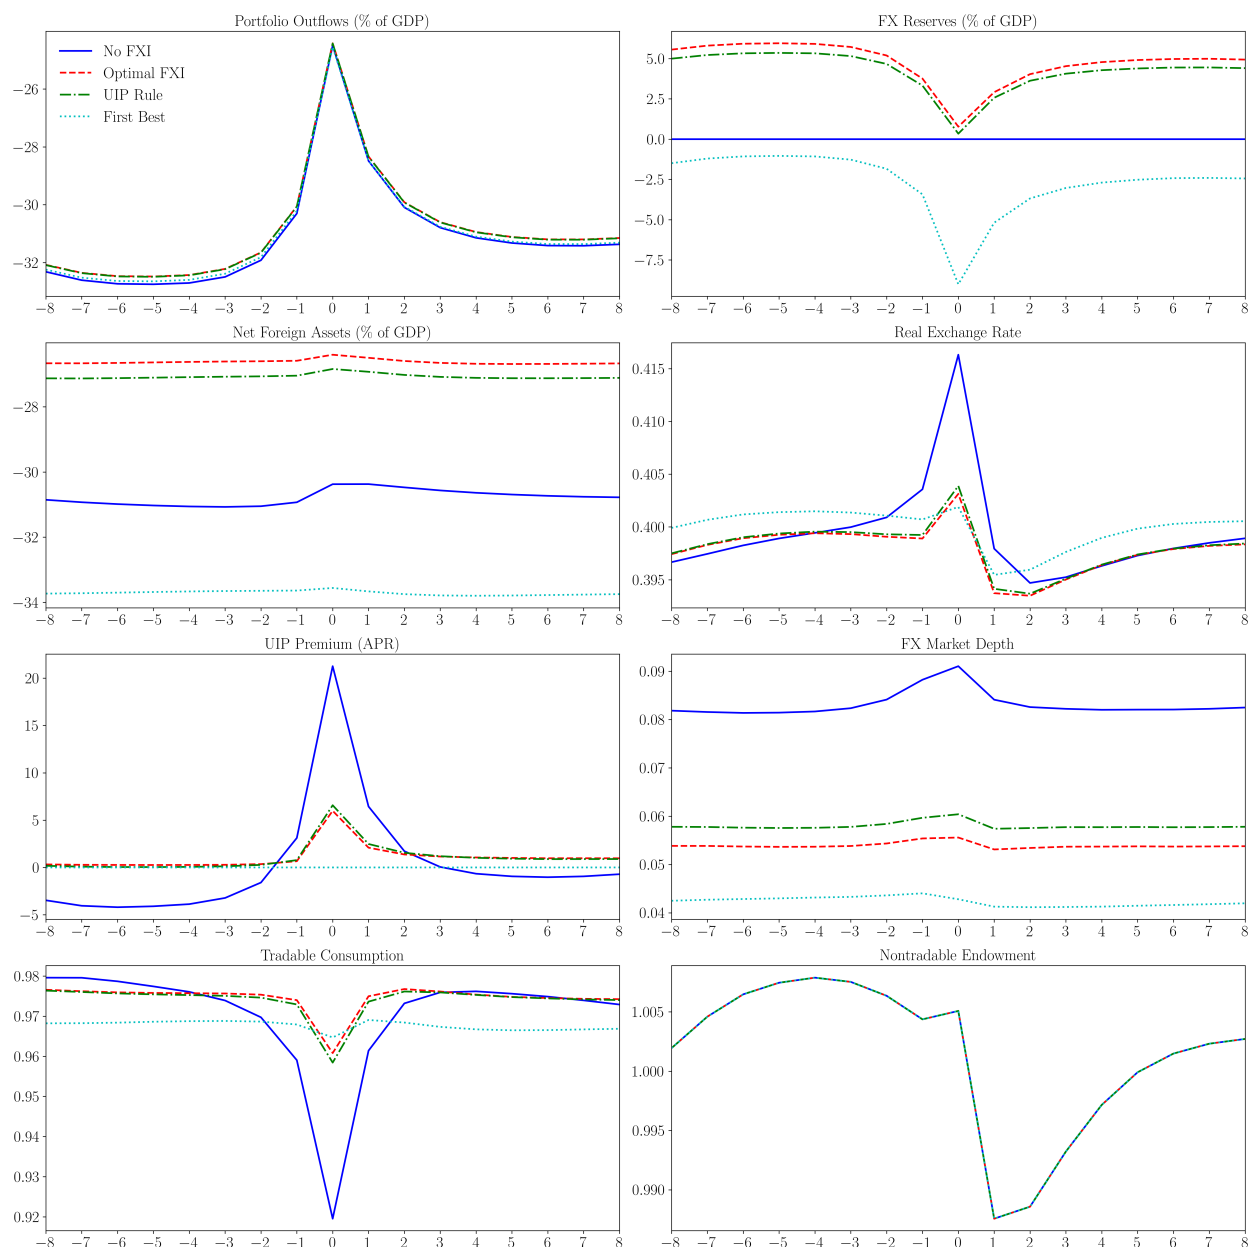 Portfolio Outflows (% of GDP)
No FXI
Optimal FXI
UIP Rule
First Best
−26
−28
−30
−32
−8 −7 −6 −5 −4 −3 −2 −1 0 1 2 3 4 5 6 7 8
FX Reserves (% of GDP)
5.0
2.5
0.0
−2.5
−5.0
−7.5
−8 −7 −6 −5 −4 −3 −2 −1 0 1 2 3 4 5 6 7 8
Net Foreign Assets (% of GDP)
−28
−30
−32
−34
−8 −7 −6 −5 −4 −3 −2 −1 0 1 2 3 4 5 6 7 8
Real Exchange Rate
0.415
0.410
0.405
0.400
0.395
−8 −7 −6 −5 −4 −3 −2 −1 0 1 2 3 4 5 6 7 8
UIP Premium (APR)
20
15
10
5
0
−5
−8 −7 −6 −5 −4 −3 −2 −1 0 1 2 3 4 5 6 7 8
FX Market Depth
0.09
0.08
0.07
0.06
0.05
0.04
−8 −7 −6 −5 −4 −3 −2 −1 0 1 2 3 4 5 6 7 8
Tradable Consumption
0.98
0.97
0.96
0.95
0.94
0.93
0.92
−8 −7 −6 −5 −4 −3 −2 −1 0 1 2 3 4 5 6 7 8
Nontradable Endowment
1.005
1.000
0.995
0.990
−8 −7 −6 −5 −4 −3 −2 −1 0 1 2 3 4 5 6 7 8